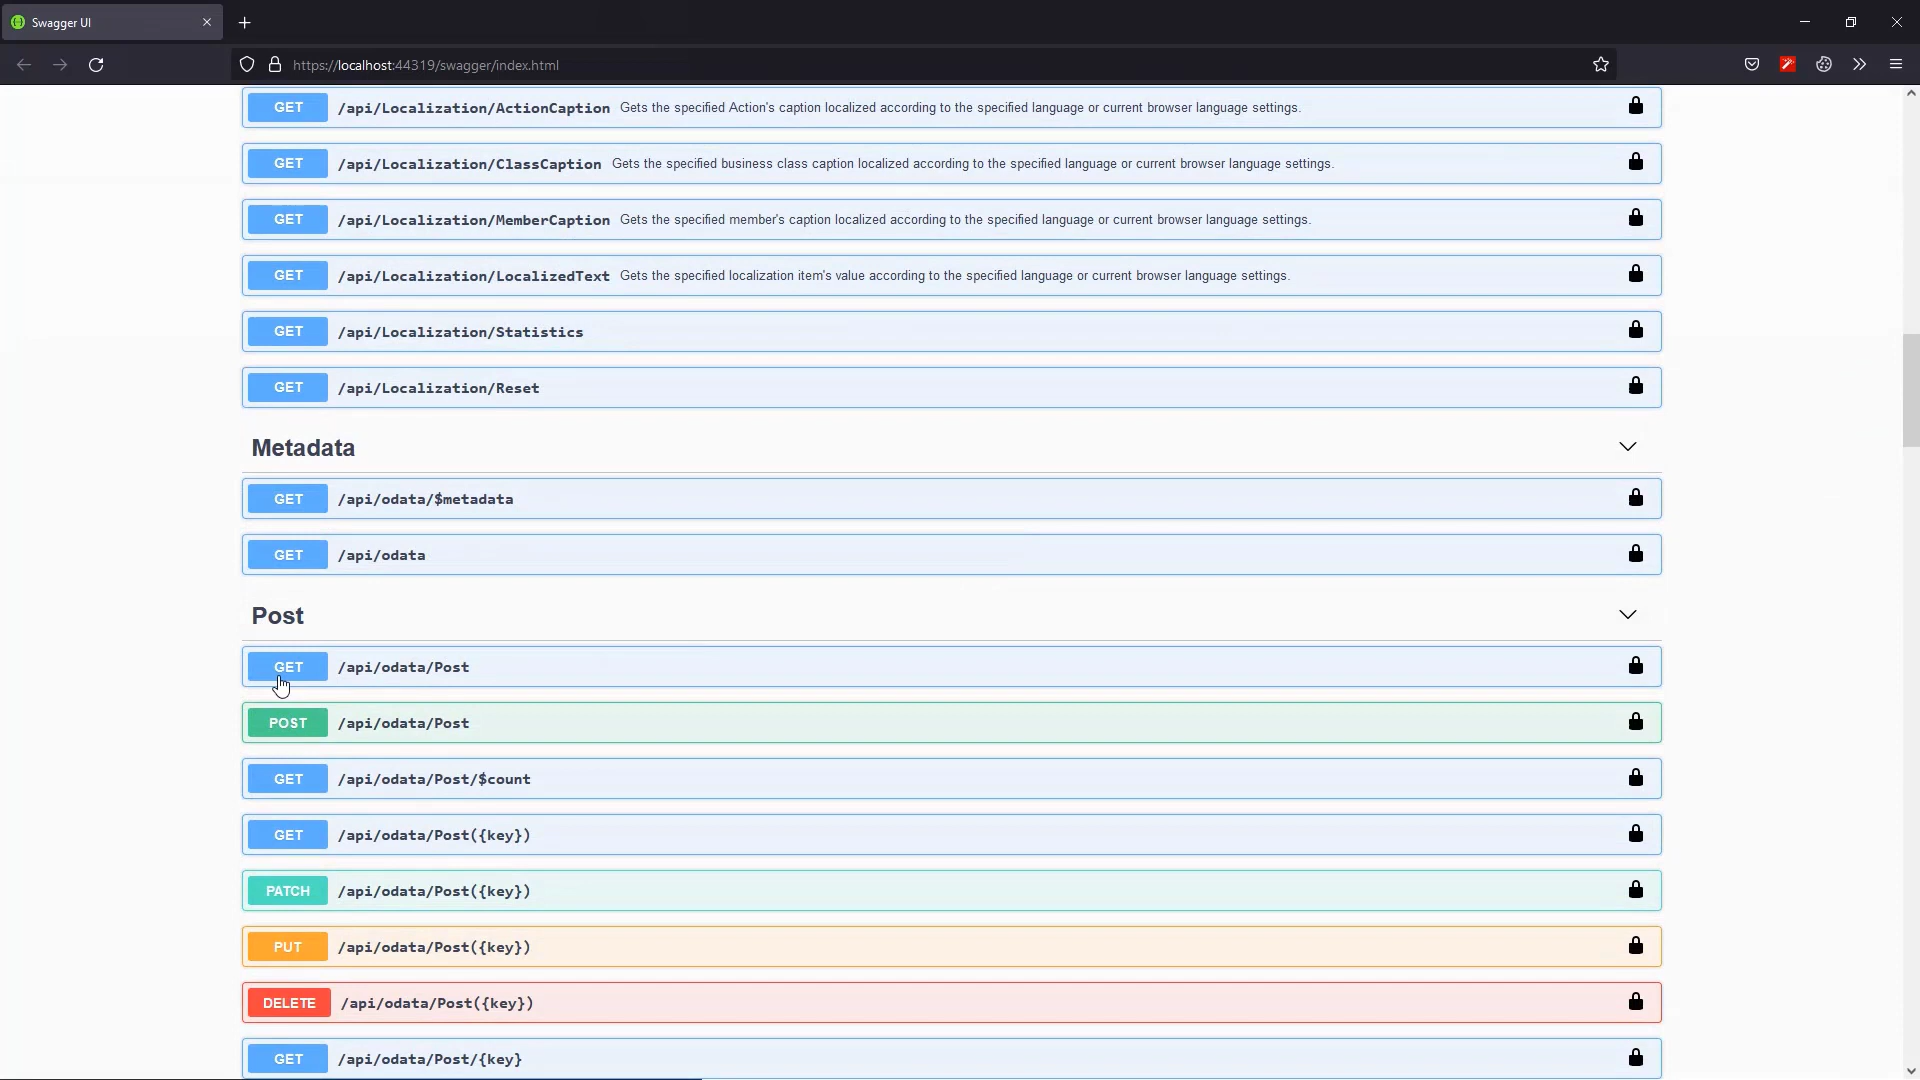 Swagger UI
https://localhost:44319/swagger/index.html
GET /api/Localization/ActionCaption Gets the specified Action's caption localized according to the specified language or current browser language settings.
GET /api/Localization/ClassCaption Gets the specified business class caption localized according to the specified language or current browser language settings.
GET /api/Localization/MemberCaption Gets the specified member's caption localized according to the specified language or current browser language settings.
GET /api/Localization/LocalizedText Gets the specified localization item's value according to the specified language or current browser language settings.
GET /api/Localization/Statistics
GET /api/Localization/Reset
Metadata
GET /api/odata/$metadata
GET /api/odata
Post
GET /api/odata/Post
POST /api/odata/Post
GET /api/odata/Post/$count
GET /api/odata/Post({key})
PATCH /api/odata/Post({key})
PUT /api/odata/Post({key})
DELETE /api/odata/Post({key})
GET /api/odata/Post/{key}